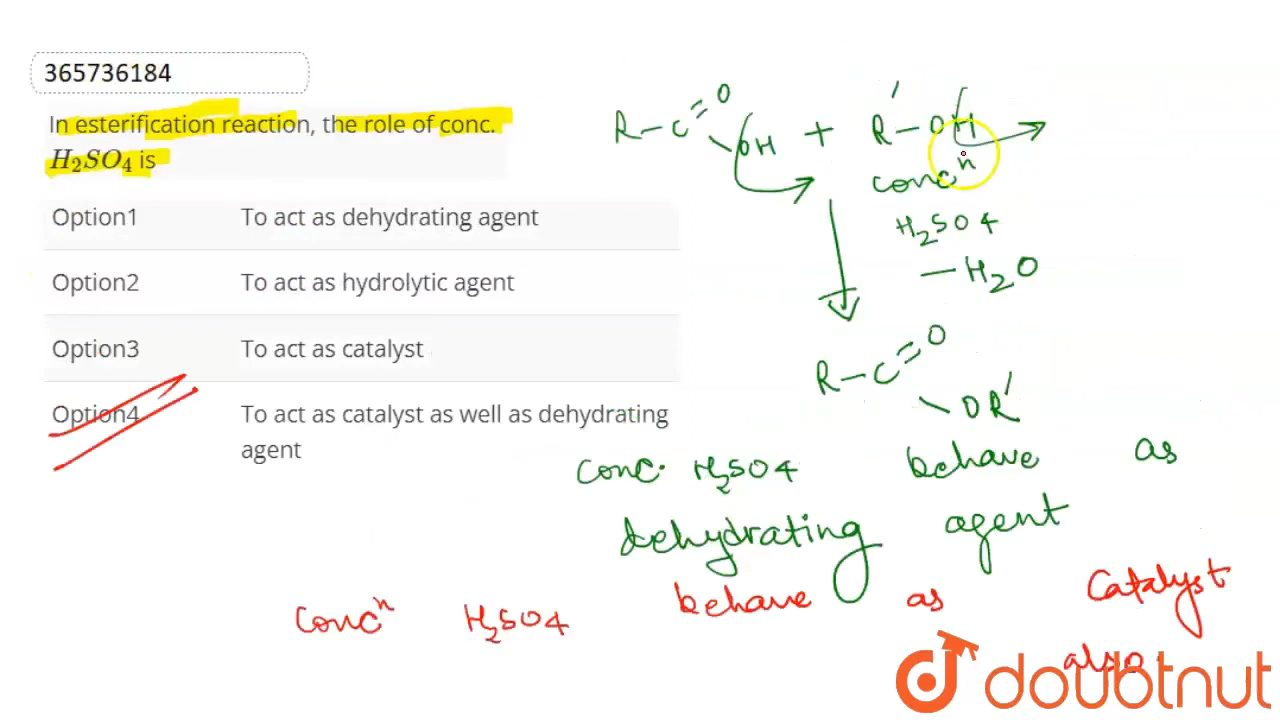 365736184
In esterification reaction, the role of conc.
H₂SO₄ is
Option1 To act as dehydrating agent
Option2 To act as hydrolytic agent
Option3 To act as catalyst
Option4 To act as catalyst as well as dehydrating
agent
R-C=O OH + R'-OH
concⁿ
H₂SO4
-H₂O
R-C=O
-OR'
Conc. H₂SO4 behave as
dehydrating agent
Concⁿ H₂SO4 behave as Catalyst
also.
doubtnut